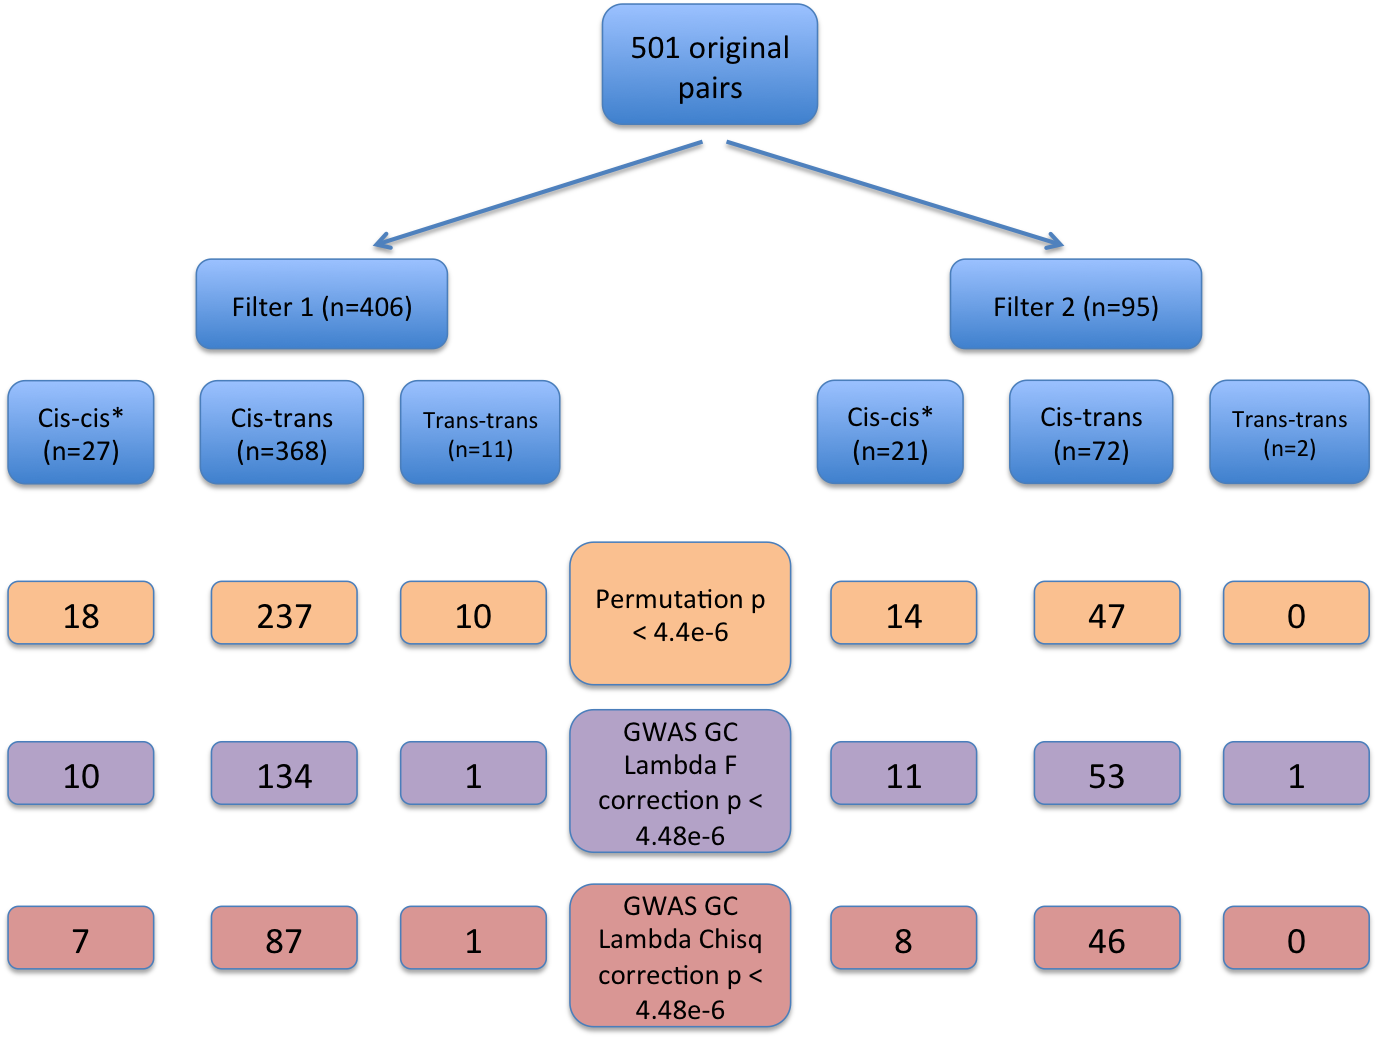 501 original
pairs
Filter 1 (n=406)
Filter 2 (n=95)
Cis-cis*
(n=27)
Cis-trans
(n=368)
Trans-trans
(n=11)
Cis-cis*
(n=21)
Cis-trans
(n=72)
Trans-trans
(n=2)
18
237
10
Permutation p
< 4.4e-6
14
47
0
10
134
1
GWAS GC
Lambda F
correction p <
4.48e-6
11
53
1
7
87
1
GWAS GC
Lambda Chisq
correction p <
4.48e-6
8
46
0